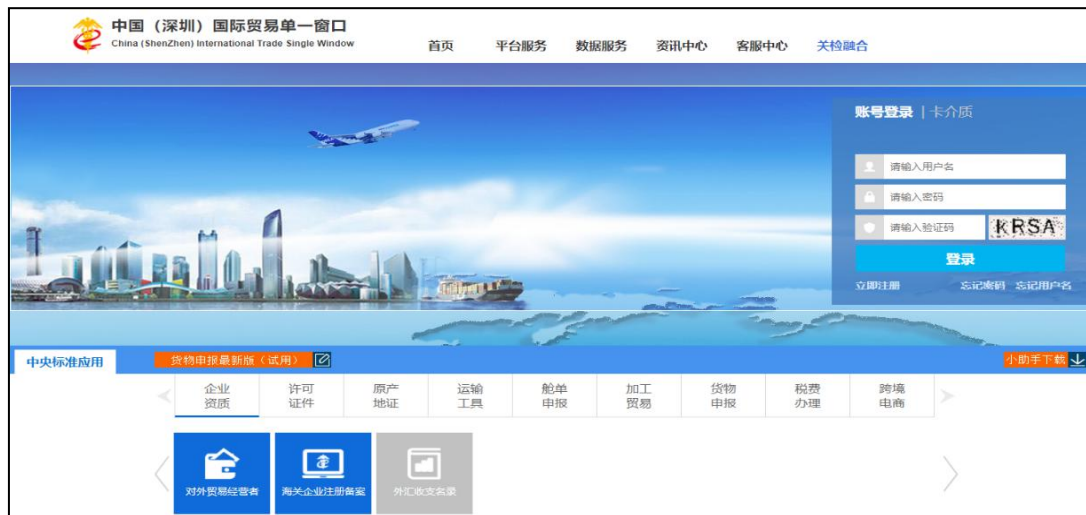 中国（深圳）国际贸易单一窗口
China (ShenZhen) International Trade Single Window
首页 平台服务 数据服务 资讯中心 客服中心 关检融合
账号登录 | 卡介质
请输入用户名
请输入密码
请输入验证码 KRSA
登录
立即注册 忘记密码 忘记用户名
中央标准应用 货物申报最新版（试用） 小助手下载
企业资质 许可证件 原产地证 运输工具 舱单申报 加工贸易 货物申报 税费办理 跨境电商
对外贸易经营者 海关企业注册备案 外汇收支名录